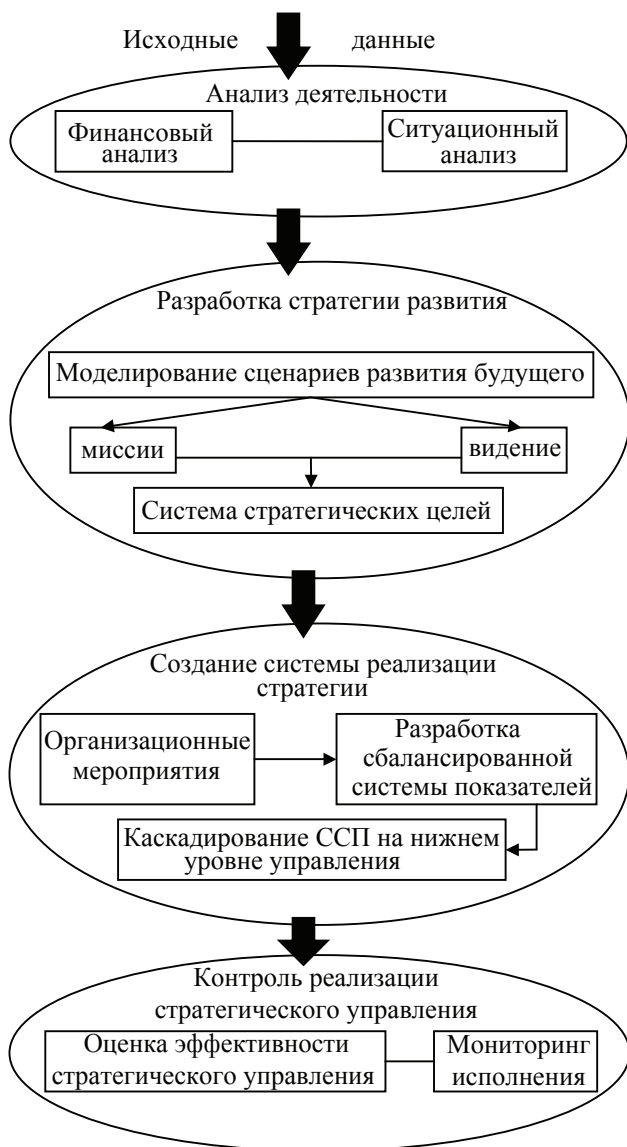 Исходные данные
Анализ деятельности
Финансовый
анализ
Ситуационный
анализ
Разработка стратегии развития
Моделирование сценариев развития будущего
миссии
видение
Система стратегических целей
Создание системы реализации
стратегии
Организационные
мероприятия
Разработка
сбалансированной
системы показателей
Каскадирование ССП на нижнем
уровне управления
Контроль реализации
стратегического управления
Оценка эффективности
стратегического управления
Мониторинг
исполнения